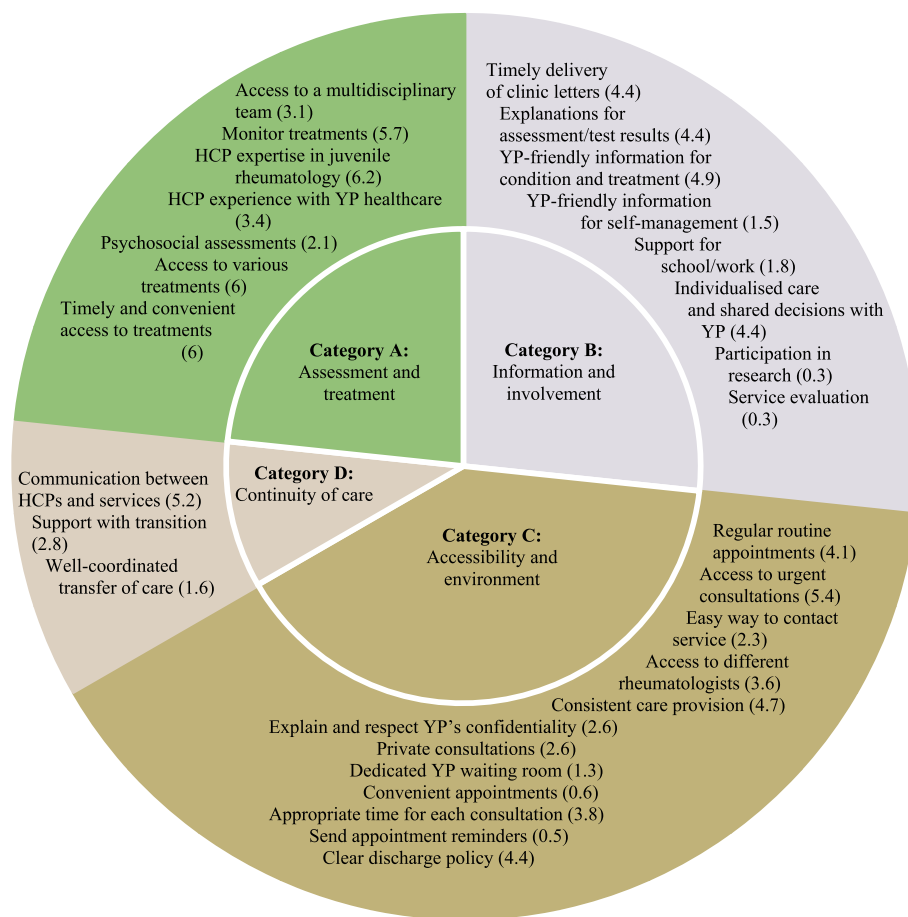 Access to a multidisciplinary
team (3.1)
Monitor treatments (5.7)
HCP expertise in juvenile
rheumatology (6.2)
HCP experience with YP healthcare
(3.4)
Psychosocial assessments (2.1)
Access to various
treatments (6)
Timely and convenient
access to treatments
(6)
Category A:
Assessment and
treatment
Timely delivery
of clinic letters (4.4)
Explanations for
assessment/test results (4.4)
YP-friendly information for
condition and treatment (4.9)
YP-friendly information
for self-management (1.5)
Support for
school/work (1.8)
Individualised care
and shared decisions with
YP (4.4)
Participation in
research (0.3)
Service evaluation
(0.3)
Category B:
Information and
involvement
Category D:
Continuity of care
Communication between
HCPs and services (5.2)
Support with transition
(2.8)
Well-coordinated
transfer of care (1.6)
Category C:
Accessibility and
environment
Regular routine
appointments (4.1)
Access to urgent
consultations (5.4)
Easy way to contact
service (2.3)
Access to different
rheumatologists (3.6)
Consistent care provision (4.7)
Explain and respect YP’s confidentiality (2.6)
Private consultations (2.6)
Dedicated YP waiting room (1.3)
Convenient appointments (0.6)
Appropriate time for each consultation (3.8)
Send appointment reminders (0.5)
Clear discharge policy (4.4)